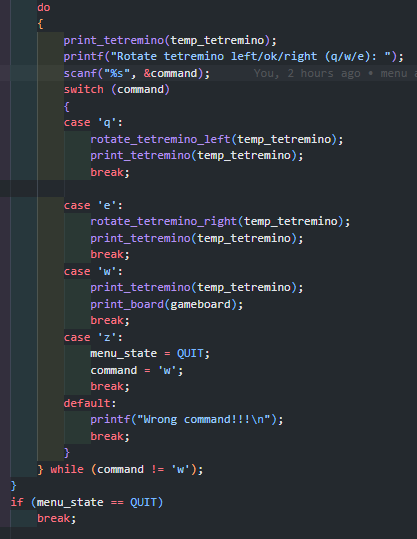 do
{
print_tetremino(temp_tetremino);
printf("Rotate tetremino left/ok/right (q/w/e): ");
scanf("%s", &command); You, 2 hours ago • menu a
switch (command)
{
case 'q':
rotate_tetremino_left(temp_tetremino);
print_tetremino(temp_tetremino);
break;
case 'e':
rotate_tetremino_right(temp_tetremino);
print_tetremino(temp_tetremino);
break;
case 'w':
print_tetremino(temp_tetremino);
print_board(gameboard);
break;
case 'z':
menu_state = QUIT;
command = 'w';
break;
default:
printf("Wrong command!!!\n");
break;
}
} while (command != 'w');
}
if (menu_state == QUIT)
break;